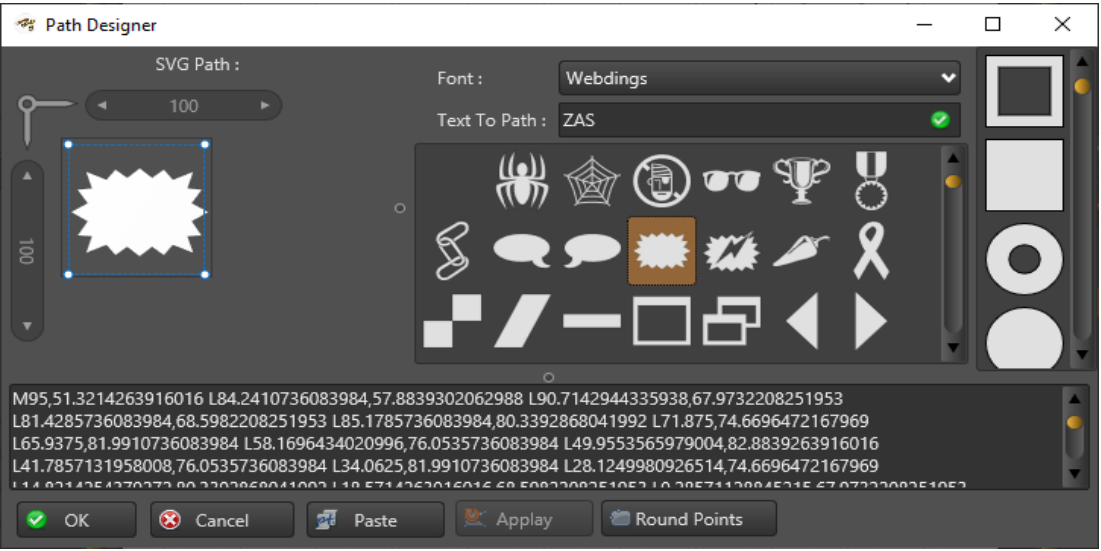 Path Designer
SVG Path :
100
100
Font :
Webdings
Text To Path :
ZAS
M95,51.3214263916016 L84.2410736083984,57.8839302062988 L90.7142944335938,67.9732208251953
L81.4285736083984,68.5982208251953 L85.1785736083984,80.3392868041992 L71.875,74.6696472167969
L65.9375,81.9910736083984 L58.1696434020996,76.0535736083984 L49.9553565979004,82.8839263916016
L41.7857131958008,76.0535736083984 L34.0625,81.9910736083984 L28.1249980926514,74.6696472167969
OK
Cancel
Paste
Applay
Round Points